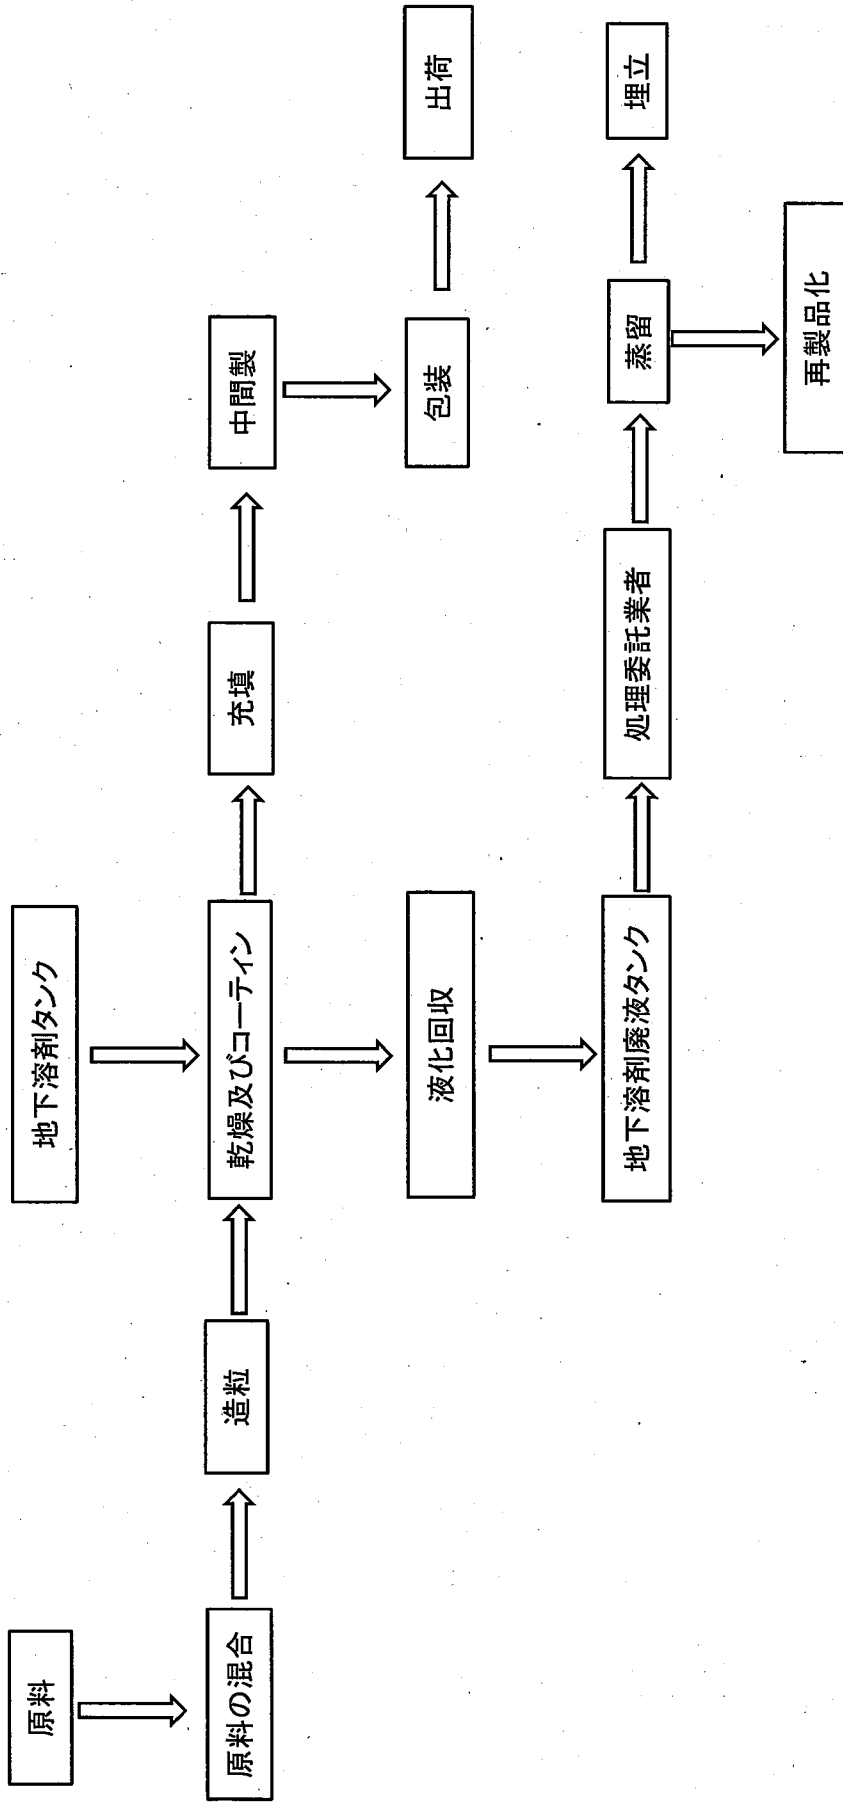 原料
地下溶剤タンク
原料の混合
造粒
乾燥及びコーティン
充填
中間製
液化回収
包装
出荷
地下溶剤廃液タンク
処理委託業者
蒸留
埋立
再製品化